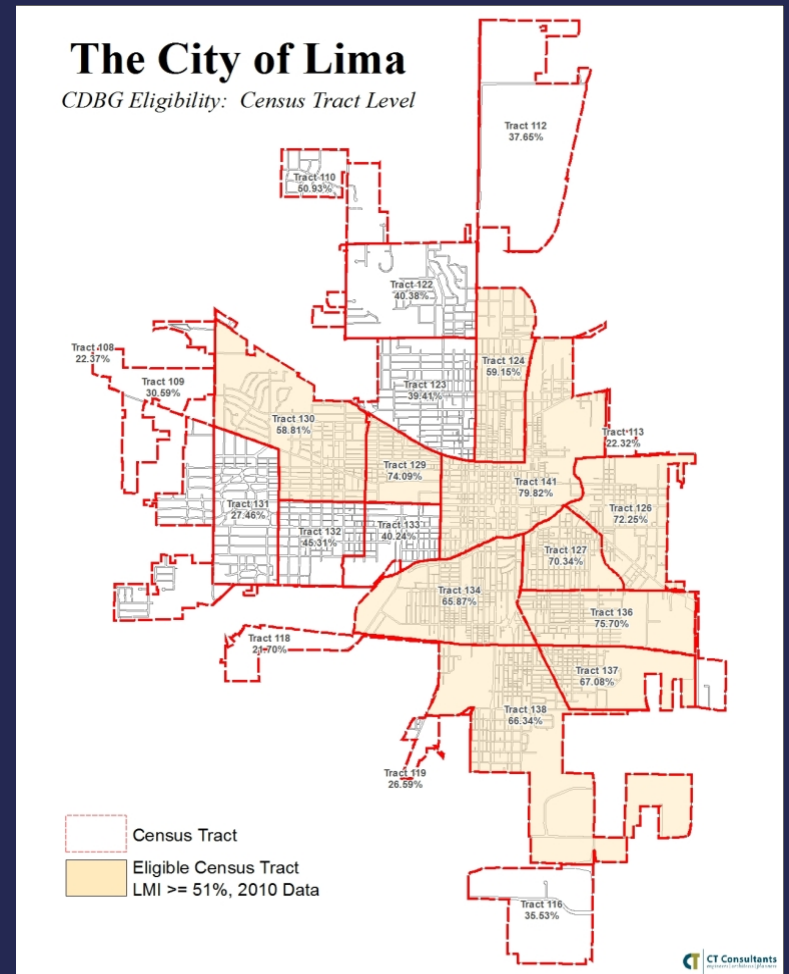 The City of Lima
CDBG Eligibility: Census Tract Level
Tract 112
37.65%
Tract 110
50.93%
Tract 122
40.38%
Tract 108
22.37%
Tract 109
30.59%
Tract 124
59.15%
Tract 123
39.41%
Tract 130
58.81%
Tract 113
22.32%
Tract 129
74.09%
Tract 141
79.82%
Tract 131
27.46%
Tract 126
72.25%
Tract 132
45.31%
Tract 133
40.24%
Tract 127
70.34%
Tract 134
65.87%
Tract 136
75.70%
Tract 118
21.70%
Tract 137
67.08%
Tract 138
66.34%
Tract 119
26.59%
Census Tract
Eligible Census Tract
LMI >= 51%, 2010 Data
Tract 116
35.53%
CT Consultants
engineers | architects | planners